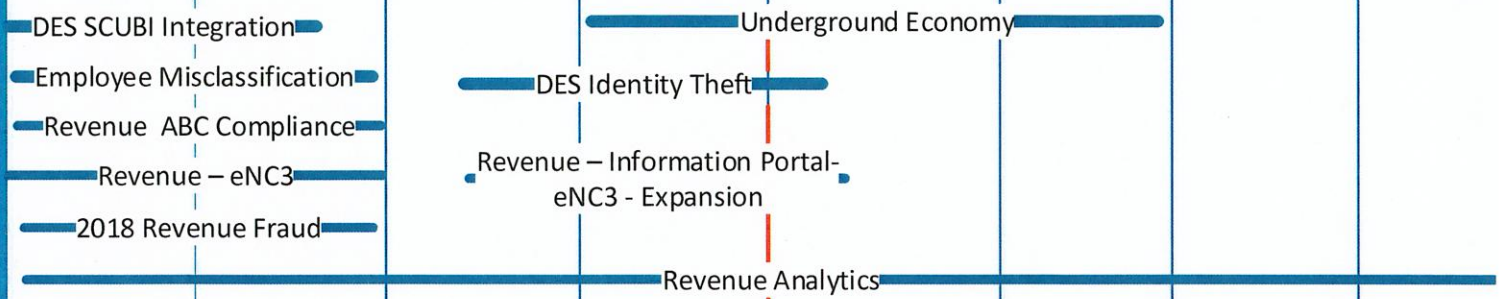 DES SCUBI Integration
Underground Economy
Employee Misclassification
DES Identity Theft
Revenue ABC Compliance
Revenue – Information Portal-
eNC3 - Expansion
Revenue – eNC3
2018 Revenue Fraud
Revenue Analytics